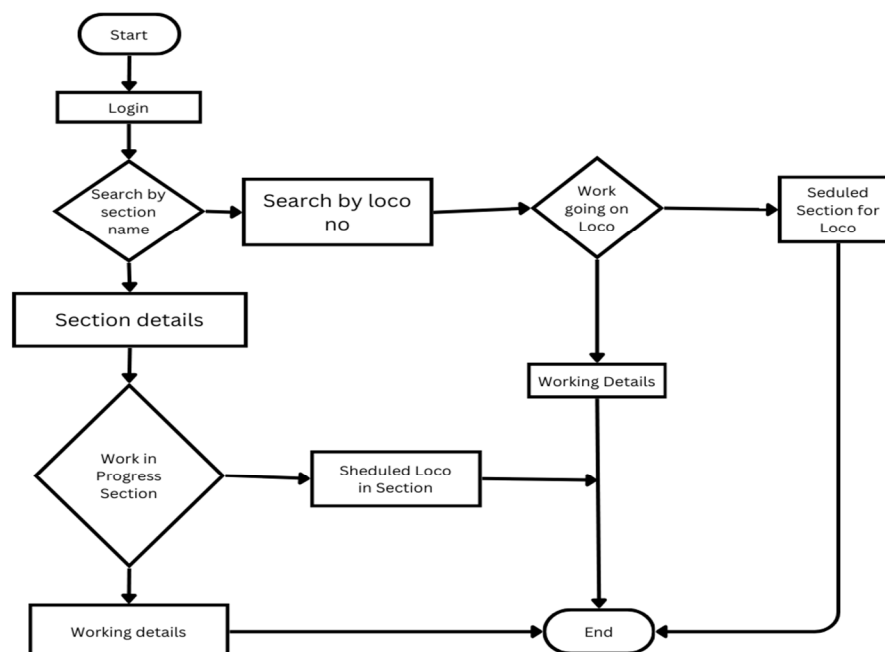 Start
Login
Search by
section
name
Search by loco
no
Work
going on
Loco
Seduled
Section for
Loco
Section details
Working Details
Work in
Progress
Section
Sheduled Loco
in Section
Working details
End